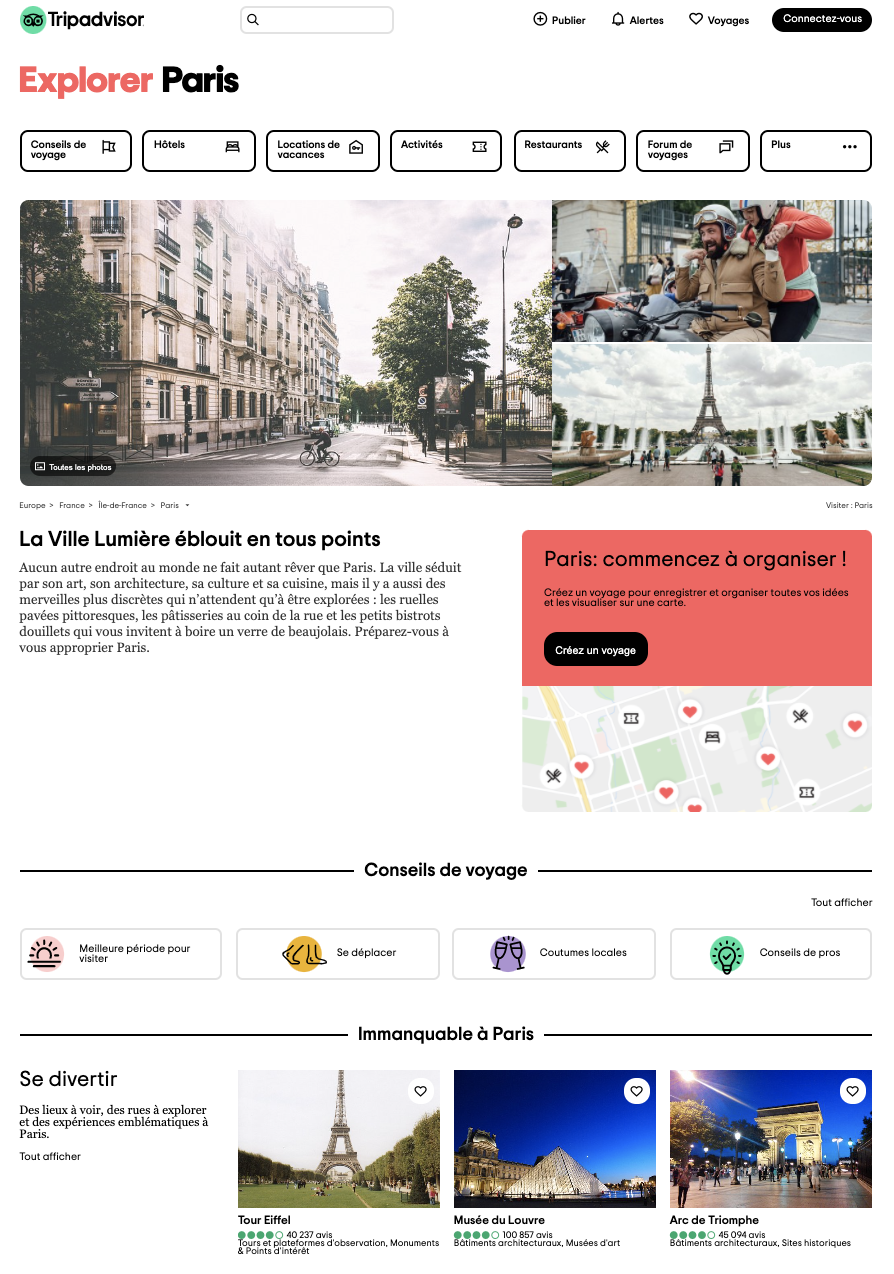 Tripadvisor
Publier
Alertes
Voyages
Connectez-vous
Explorer Paris
Conseils de
voyage
Hôtels
Locations de
vacances
Activités
Restaurants
Forum de
voyages
Plus
Toutes les photos
Europe > France > Île-de-France > Paris
Visiter : Paris
La Ville Lumière éblouit en tous points
Aucun autre endroit au monde ne fait autant rêver que Paris. La ville séduit
par son art, son architecture, sa culture et sa cuisine, mais il y a aussi des
merveilles plus discrètes qui n'attendent qu'à être explorées : les ruelles
pavées pittoresques, les pâtisseries au coin de la rue et les petits bistrots
douillets qui vous invitent à boire un verre de beaujolais. Préparez-vous à
vous approprier Paris.
Paris: commencez à organiser !
Créez un voyage pour enregistrer et organiser toutes vos idées
et les visualiser sur une carte.
Créez un voyage
Conseils de voyage
Tout afficher
Meilleure période pour
visiter
Se déplacer
Coutumes locales
Conseils de pros
Immanquable à Paris
Se divertir
Des lieux à voir, des rues à explorer
et des expériences emblématiques à
Paris.
Tout afficher
Tour Eiffel
40 237 avis
Tours et plateformes d'observation, Monuments
& Points d'intérêt
Musée du Louvre
100 857 avis
Bâtiments architecturaux, Musées d'art
Arc de Triomphe
45 094 avis
Bâtiments architecturaux, Sites historiques